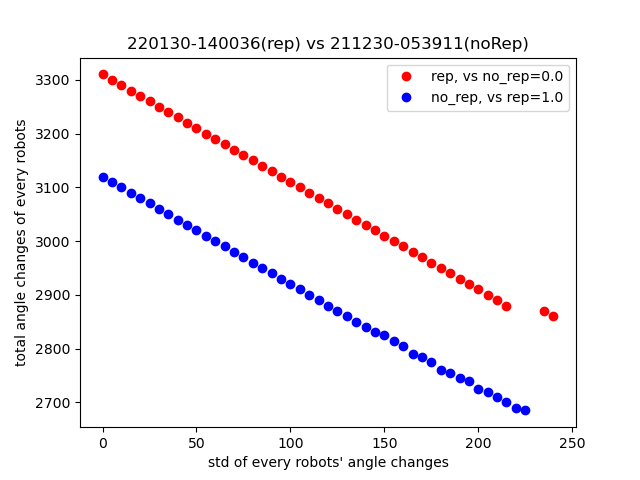 220130-140036(rep) vs 211230-053911(noRep)
rep, vs no_rep=0.0
no_rep, vs rep=1.0
3300
3200
3100
3000
2900
2800
2700
total angle changes of every robots
0
50
100
150
200
250
std of every robots' angle changes